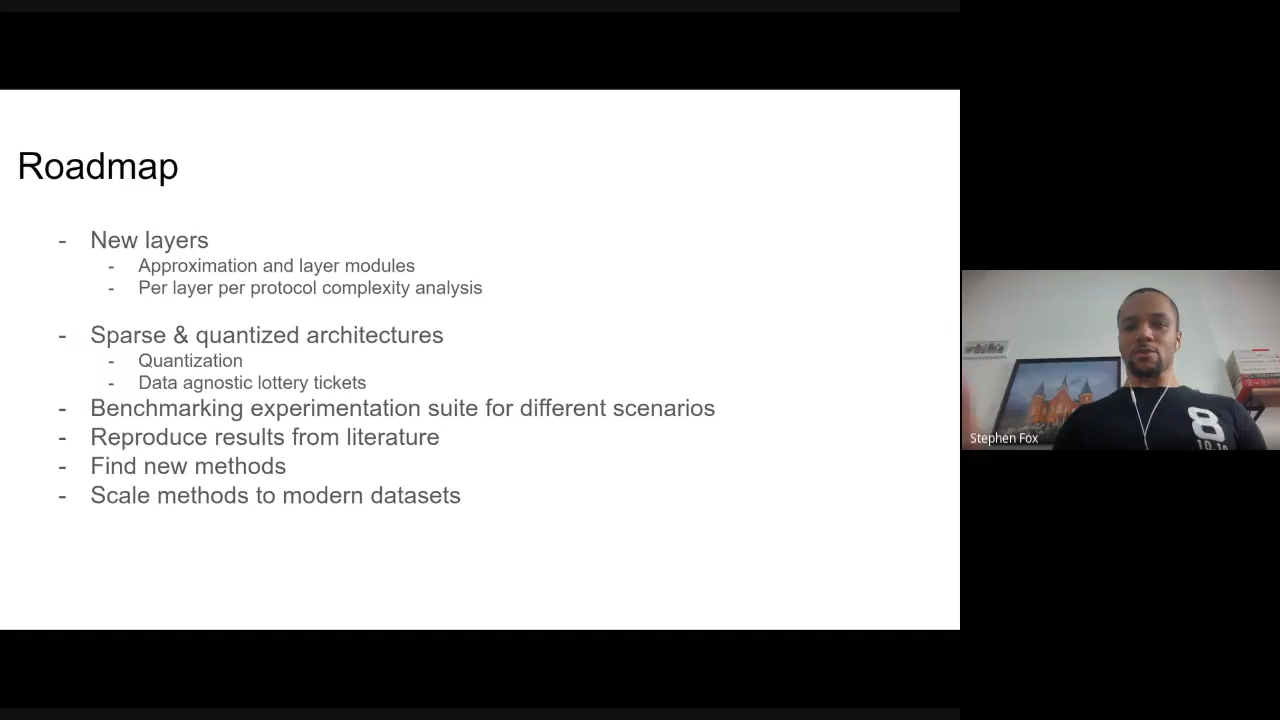 Roadmap
- New layers
- Approximation and layer modules
- Per layer per protocol complexity analysis
- Sparse & quantized architectures
- Quantization
- Data agnostic lottery tickets
- Benchmarking experimentation suite for different scenarios
- Reproduce results from literature
- Find new methods
- Scale methods to modern datasets
Stephen Fox
8